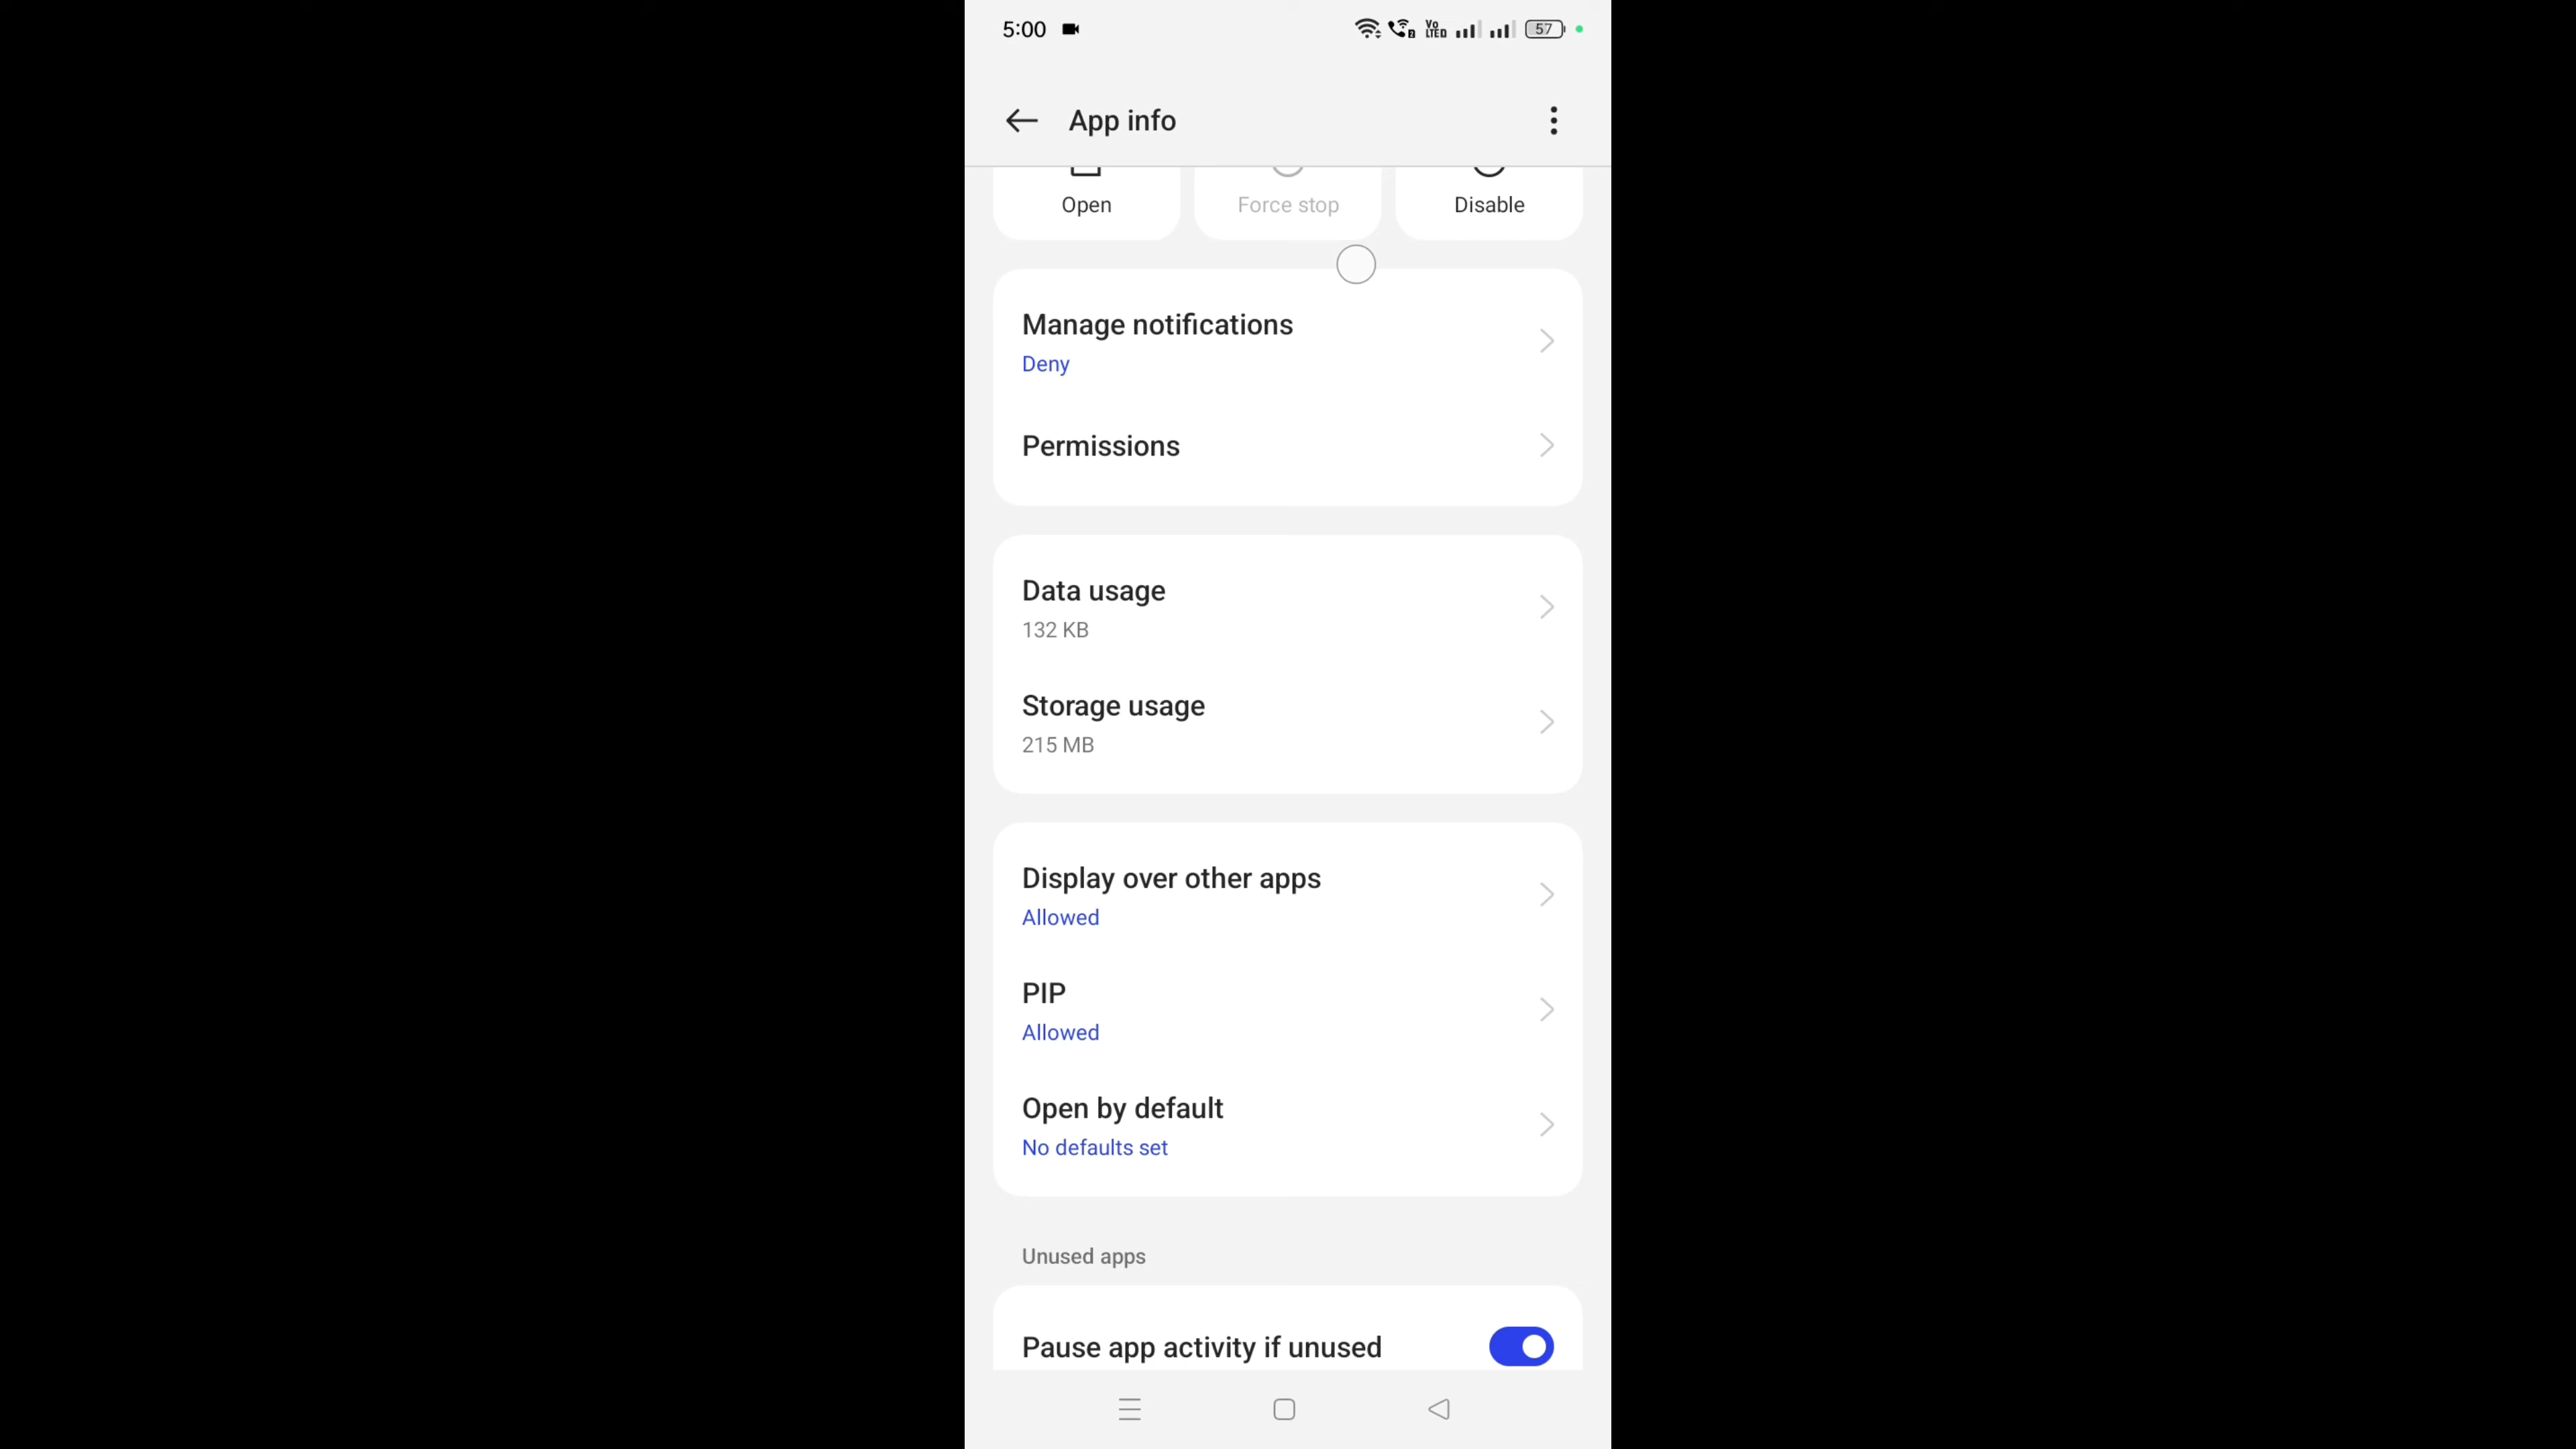 5:00
Vo LTED 57
App info
Open Force stop Disable
Manage notifications
Deny
Permissions
Data usage
132 KB
Storage usage
215 MB
Display over other apps
Allowed
PIP
Allowed
Open by default
No defaults set
Unused apps
Pause app activity if unused